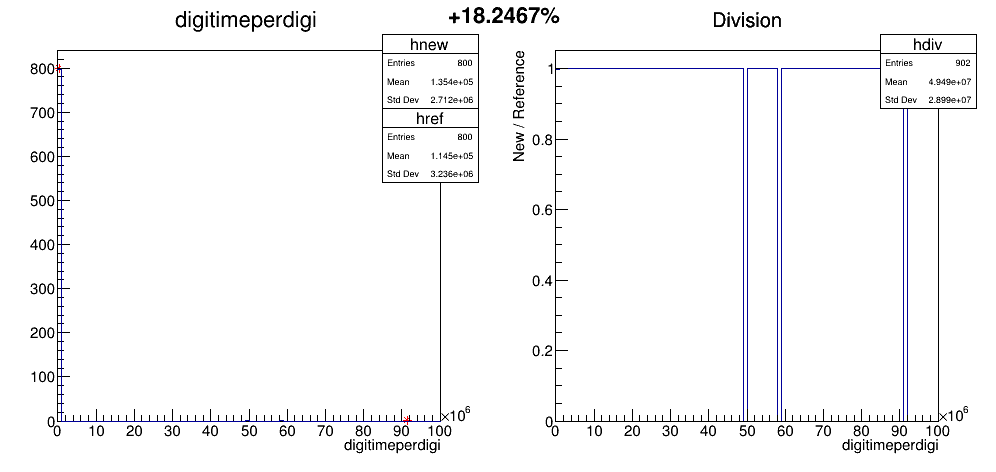 +18.2467%
digitimeperdigi
hnew
Entries 800
Mean 1.354e+05
Std Dev 2.712e+06
href
Entries 800
Mean 1.145e+05
Std Dev 3.236e+06
800
700
600
500
400
300
200
100
0
0 10 20 30 40 50 60 70 80 90 100
×10⁶
digitimeperdigi
Division
hdiv
Entries 902
Mean 4.949e+07
Std Dev 2.899e+07
New / Reference
1
0.8
0.6
0.4
0.2
0
0 10 20 30 40 50 60 70 80 90 100
×10⁶
digitimeperdigi